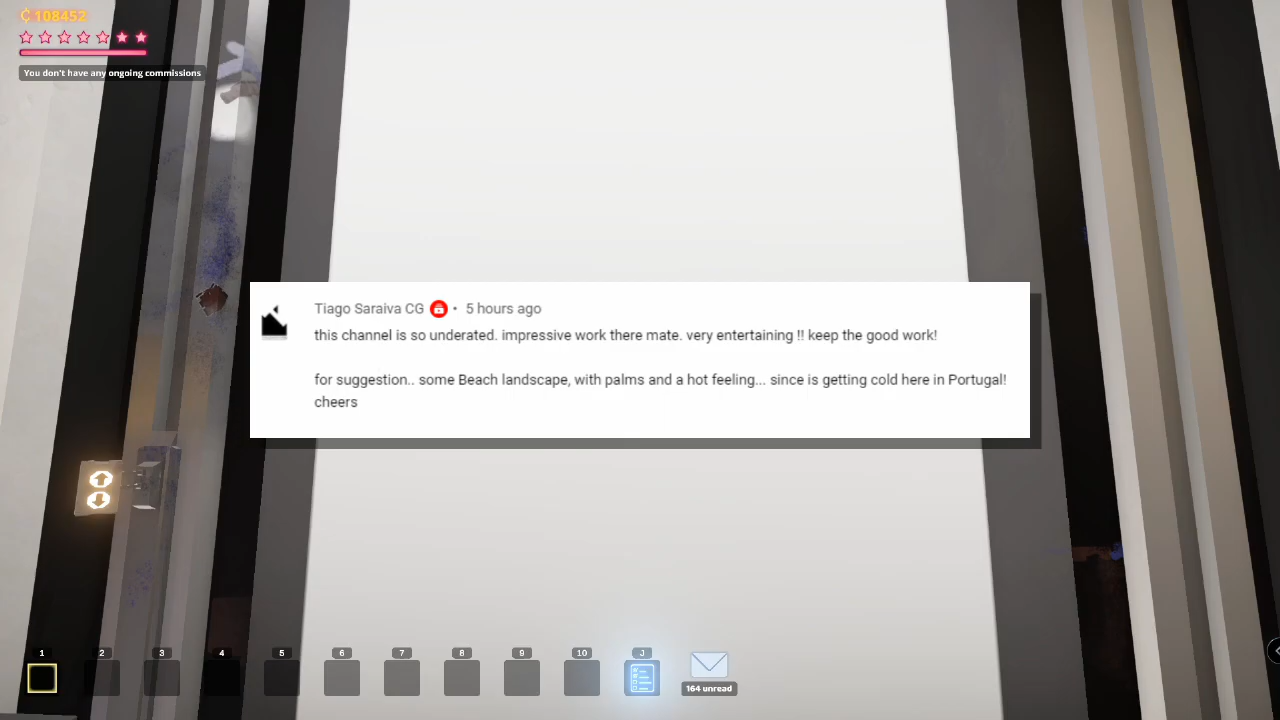 ₵108452
You don't have any ongoing commissions
Tiago Saraiva CG • 5 hours ago
this channel is so underated. impressive work there mate. very entertaining !! keep the good work!
for suggestion.. some Beach landscape, with palms and a hot feeling... since is getting cold here in Portugal!
cheers
1 2 3 4 5 6 7 8 9 10 J
164 unread